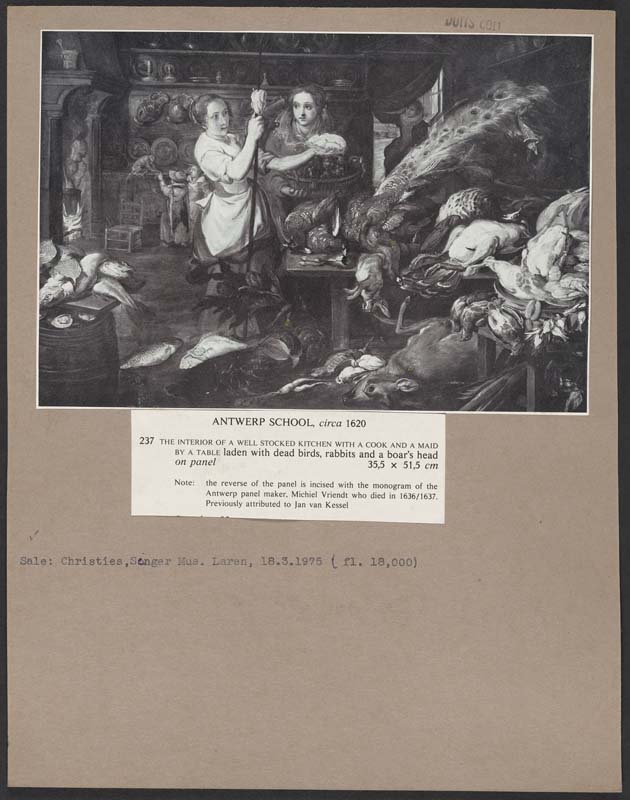 ANTWERP SCHOOL, circa 1620
237 THE INTERIOR OF A WELL STOCKED KITCHEN WITH A COOK AND A MAID
BY A TABLE laden with dead birds, rabbits and a boar's head
on panel 35,5 × 51,5 cm
Note: the reverse of the panel is incised with the monogram of the
Antwerp panel maker, Michiel Vriendt who died in 1636/1637.
Previously attributed to Jan van Kessel
Sale: Christies, Singer Mus. Laren, 18.3.1975 ( fl. 18,000)